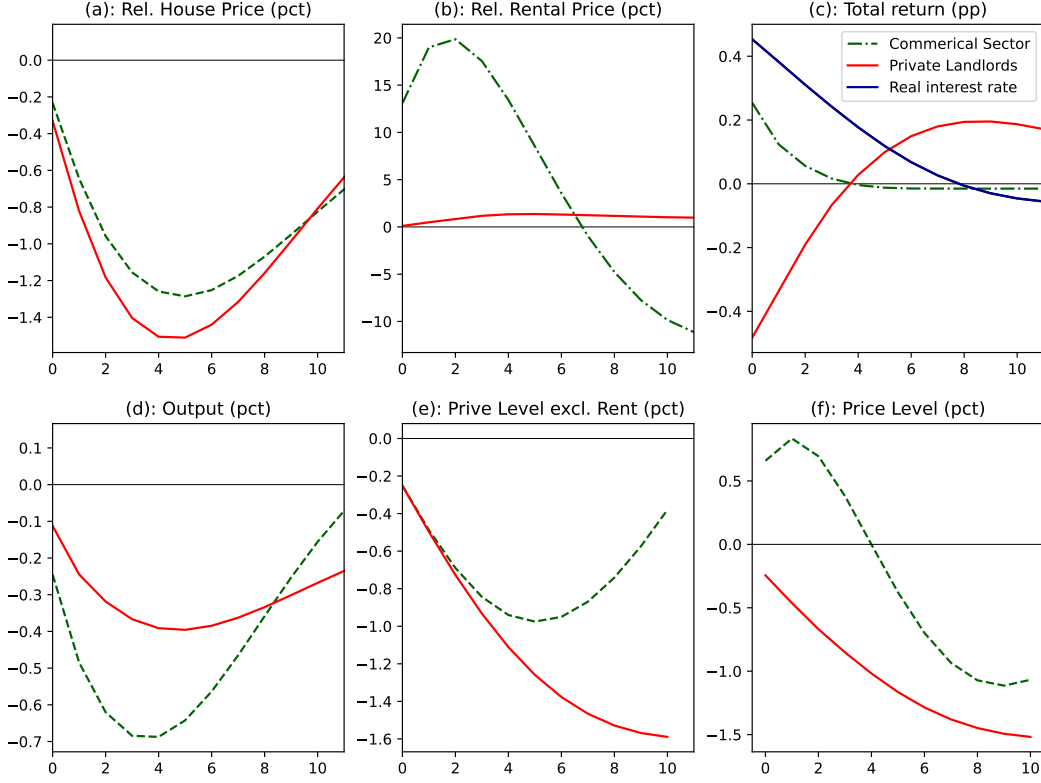 (a): Rel. House Price (pct)
0.0
−0.2
−0.4
−0.6
−0.8
−1.0
−1.2
−1.4
0 2 4 6 8 10
(b): Rel. Rental Price (pct)
20
15
10
5
0
−5
−10
0 2 4 6 8 10
(c): Total return (pp)
Commerical Sector
Private Landlords
Real interest rate
0.4
0.2
0.0
−0.2
−0.4
0 2 4 6 8 10
(d): Output (pct)
0.1
0.0
−0.1
−0.2
−0.3
−0.4
−0.5
−0.6
−0.7
0 2 4 6 8 10
(e): Prive Level excl. Rent (pct)
0.0
−0.2
−0.4
−0.6
−0.8
−1.0
−1.2
−1.4
−1.6
0 2 4 6 8 10
(f): Price Level (pct)
0.5
0.0
−0.5
−1.0
−1.5
0 2 4 6 8 10